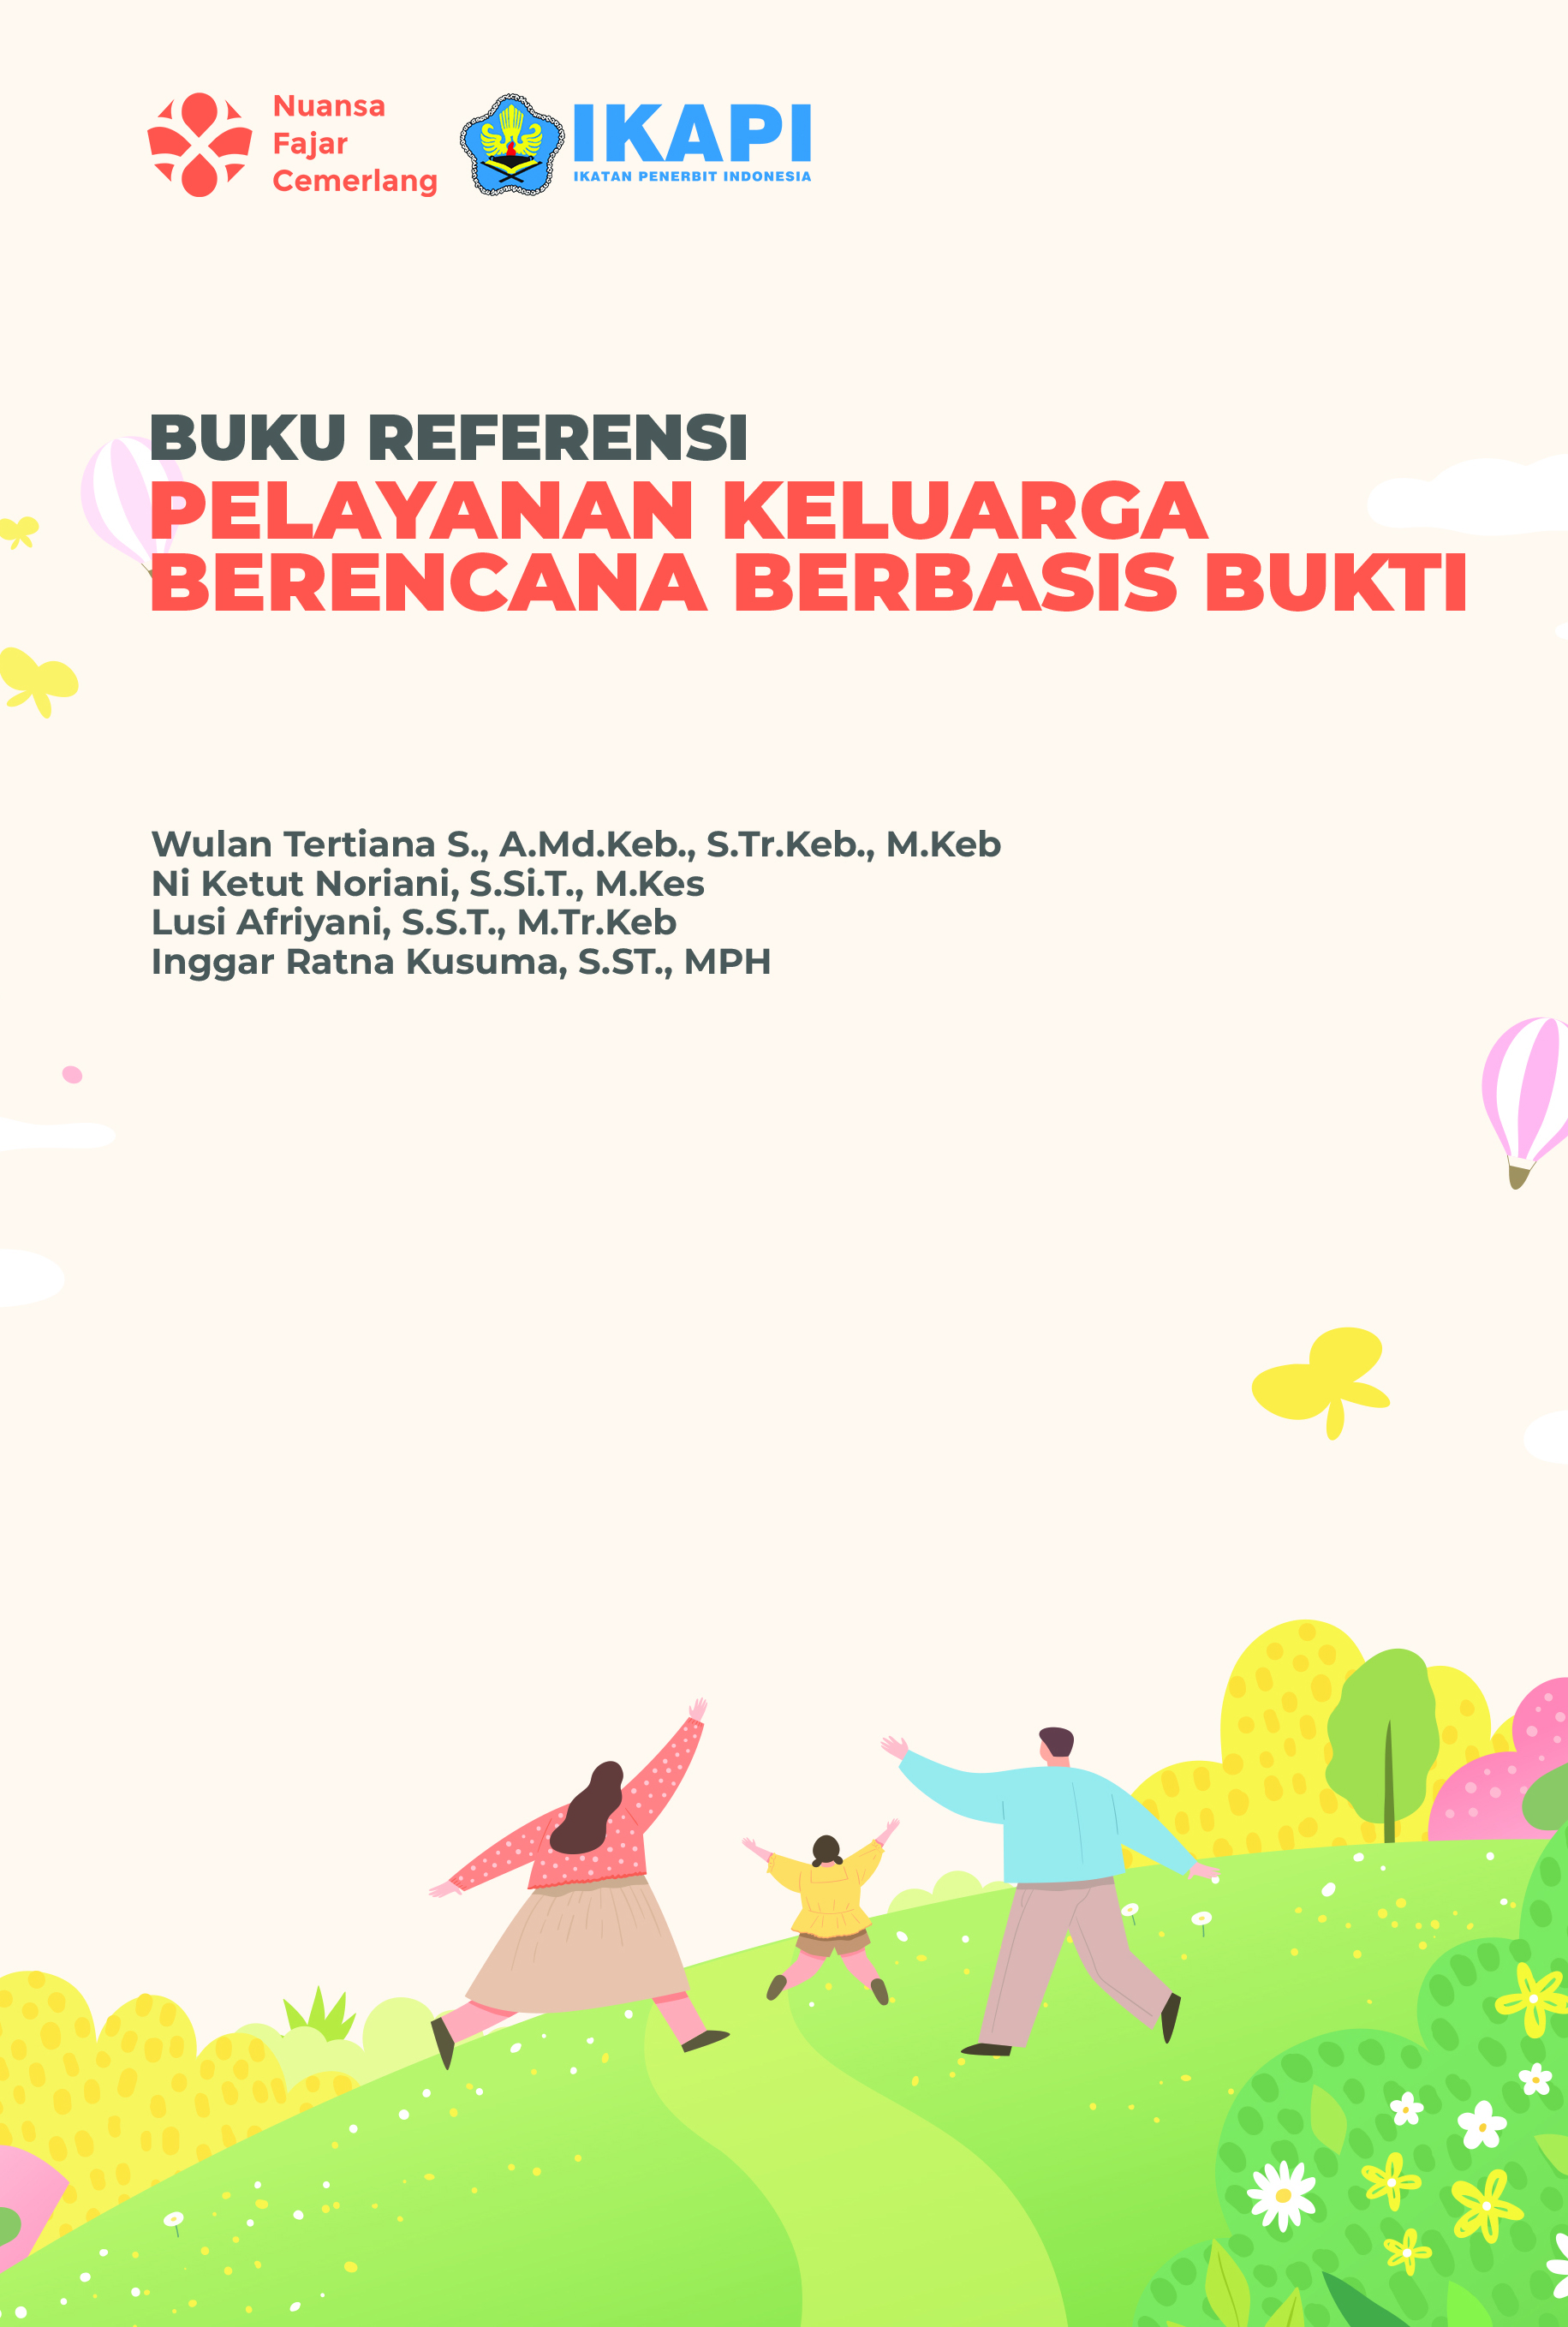 Nuansa
Fajar
Cemerlang
IKAPI
IKATAN PENERBIT INDONESIA
BUKU REFERENSI
PELAYANAN KELUARGA
BERENCANA BERBASIS BUKTI
Wulan Tertiana S., A.Md.Keb., S.Tr.Keb., M.Keb
Ni Ketut Noriani, S.Si.T., M.Kes
Lusi Afriyani, S.S.T., M.Tr.Keb
Inggar Ratna Kusuma, S.ST., MPH